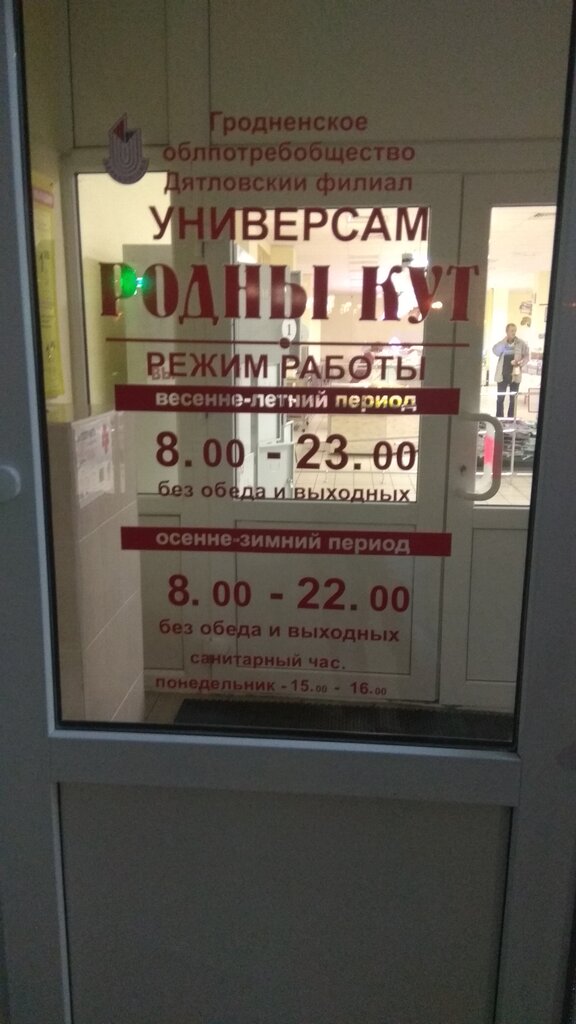 Гродненское
облпотребобщество
Дятловский филиал
УНИВЕРСАМ
РОДНЫ КУТ
РЕЖИМ РАБОТЫ
весенне-летний период
8.00 - 23.00
без обеда и выходных
осенне-зимний период
8.00 - 22.00
без обеда и выходных
санитарный час.
понедельник - 15.00 - 16.00